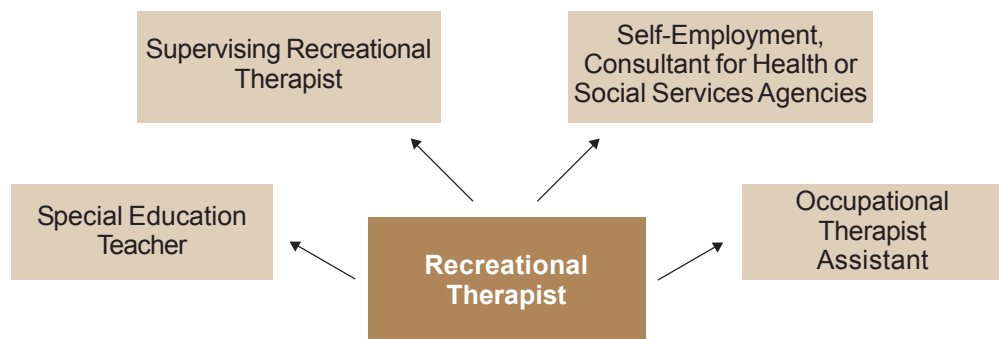 Supervising Recreational
Therapist
Self-Employment,
Consultant for Health or
Social Services Agencies
Special Education
Teacher
Occupational
Therapist
Assistant
Recreational
Therapist